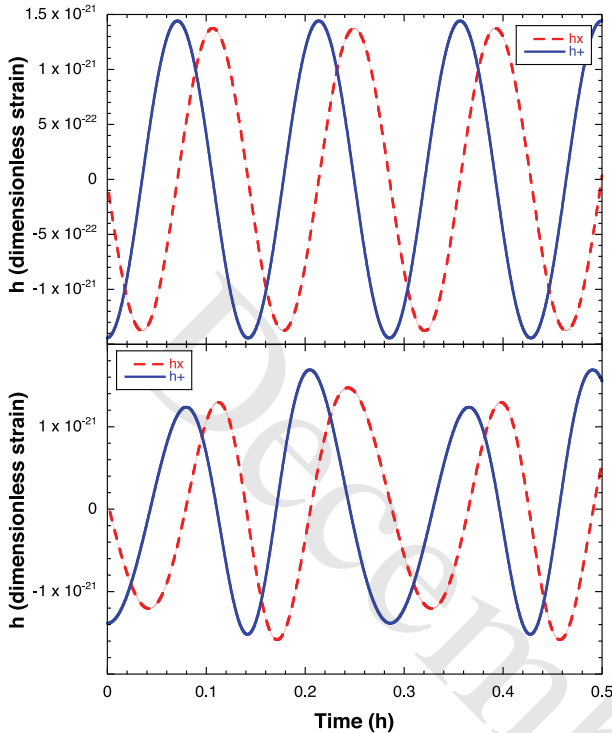 1.5 x 10⁻²¹
1 x 10⁻²¹
5 x 10⁻²²
0
-5 x 10⁻²²
-1 x 10⁻²¹
h (dimensionless strain)
hx
h+
1 x 10⁻²¹
0
-1 x 10⁻²¹
h (dimensionless strain)
hx
h+
0 0.1 0.2 0.3 0.4 0.5
Time (h)